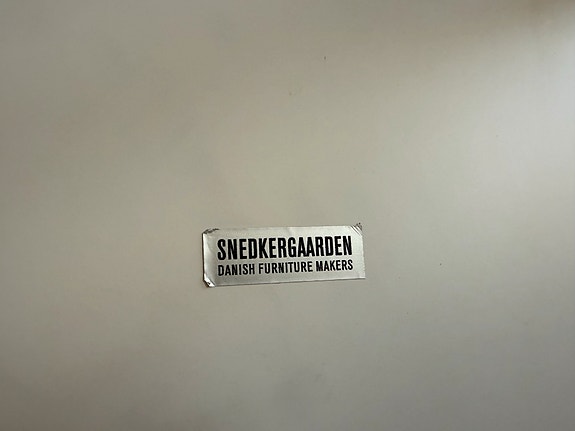 SNEDKERGAARDEN
DANISH FURNITURE MAKERS